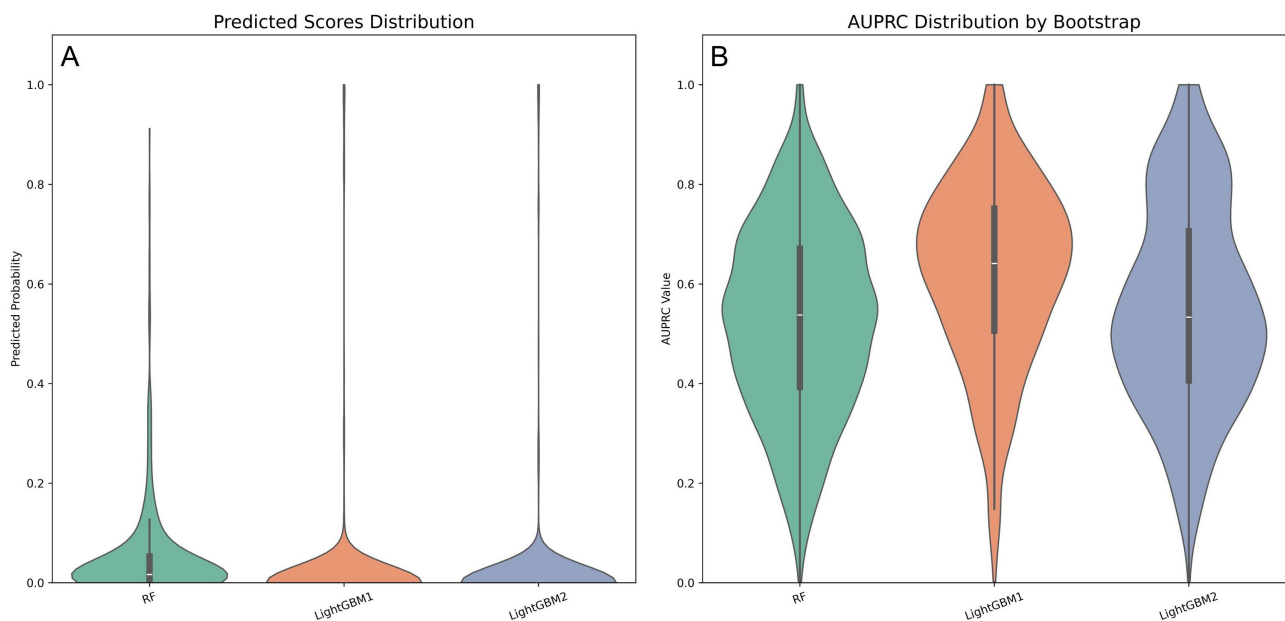 Predicted Scores Distribution
A
Predicted Probability
1.0
0.8
0.6
0.4
0.2
0.0
RF
LightGBM1
LightGBM2
AUPRC Distribution by Bootstrap
B
AUPRC Value
1.0
0.8
0.6
0.4
0.2
0.0
RF
LightGBM1
LightGBM2